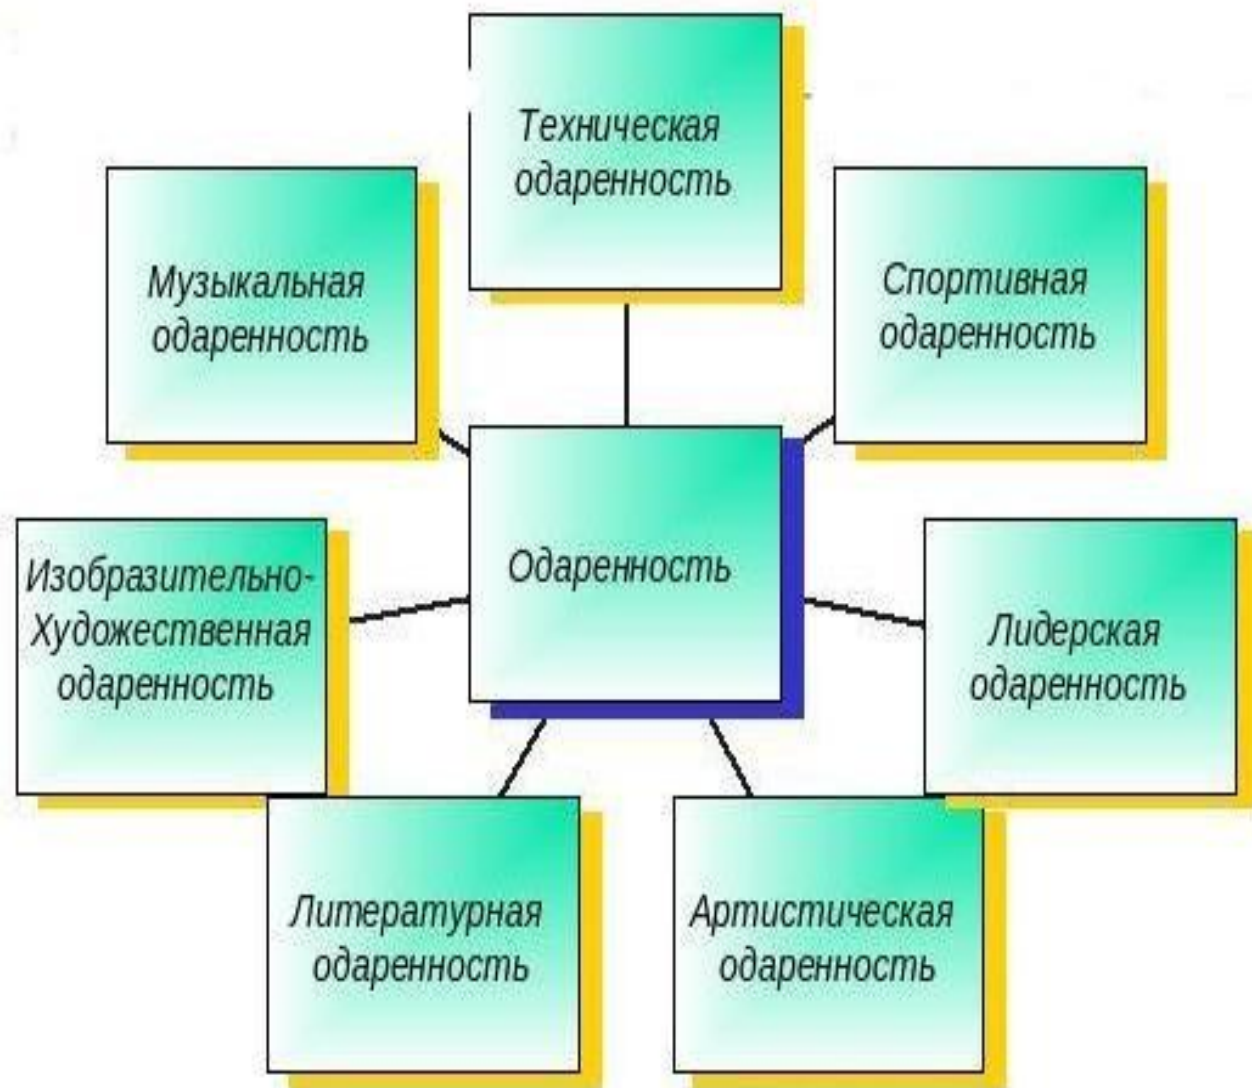 Техническая
одаренность
Музыкальная
одаренность
Спортивная
одаренность
Одаренность
Изобразительно-
Художественная
одаренность
Лидерская
одаренность
Литературная
одаренность
Артистическая
одаренность